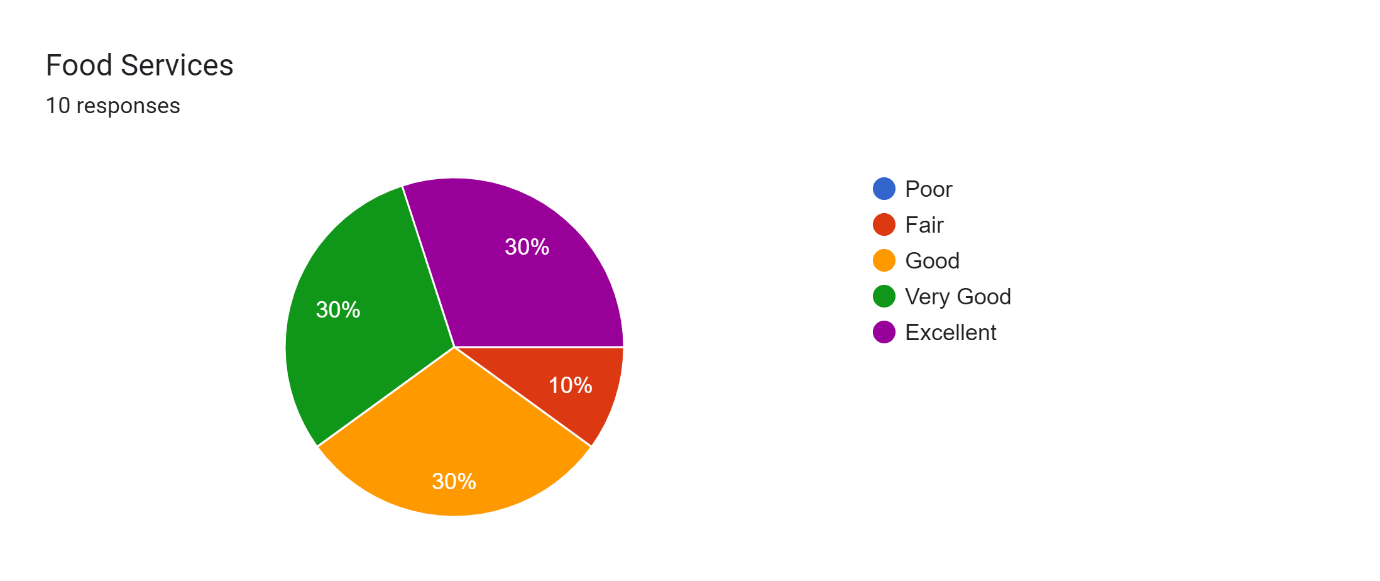 Food Services
10 responses
30%
30%
10%
30%
Poor
Fair
Good
Very Good
Excellent